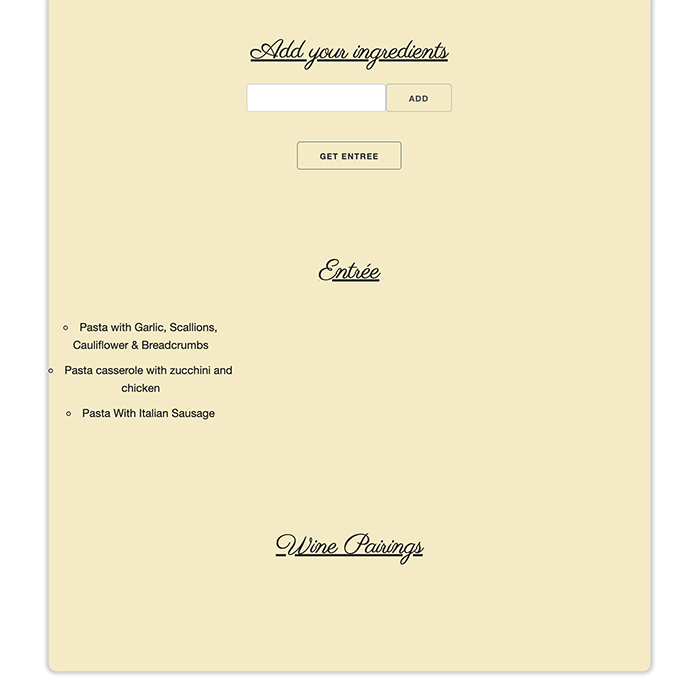 Add your ingredients
ADD
GET ENTREE
Entrée
Pasta with Garlic, Scallions,
Cauliflower & Breadcrumbs
Pasta casserole with zucchini and
chicken
Pasta With Italian Sausage
Wine Pairings